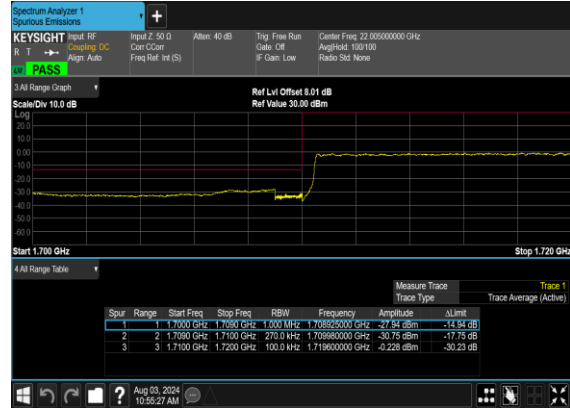 Spectrum Analyzer 1
Spurious Emissions
KEYSIGHT Input: RF Input Z: 50 Ω Atten: 40 dB Trig: Free Run Center Freq: 22.005000000 GHz
R T Coupling: DC Corr CCorr Gate: Off Avg|Hold: 100/100
Align: Auto Freq Ref: Int (S) IF Gain: Low Radio Std: None
PASS
3 All Range Graph
Ref Lvl Offset 8.01 dB
Scale/Div 10.0 dB Ref Value 30.00 dBm
Log
20.0
10.0
0.00
-10.0
-20.0
-30.0
-40.0
-50.0
-60.0
Start 1.700 GHz Stop 1.720 GHz
4 All Range Table
Measure Trace Trace 1
Trace Type Trace Average (Active)
Spur Range Start Freq Stop Freq RBW Frequency Amplitude ΔLimit
1 1 1.7000 GHz 1.7090 GHz 1.000 MHz 1.708925000 GHz -27.94 dBm -14.94 dB
2 2 1.7090 GHz 1.7100 GHz 270.0 kHz 1.709980000 GHz -30.75 dBm -17.75 dB
3 3 1.7100 GHz 1.7200 GHz 100.0 kHz 1.719600000 GHz -0.228 dBm -30.23 dB
? Aug 03, 2024
10:55:27 AM